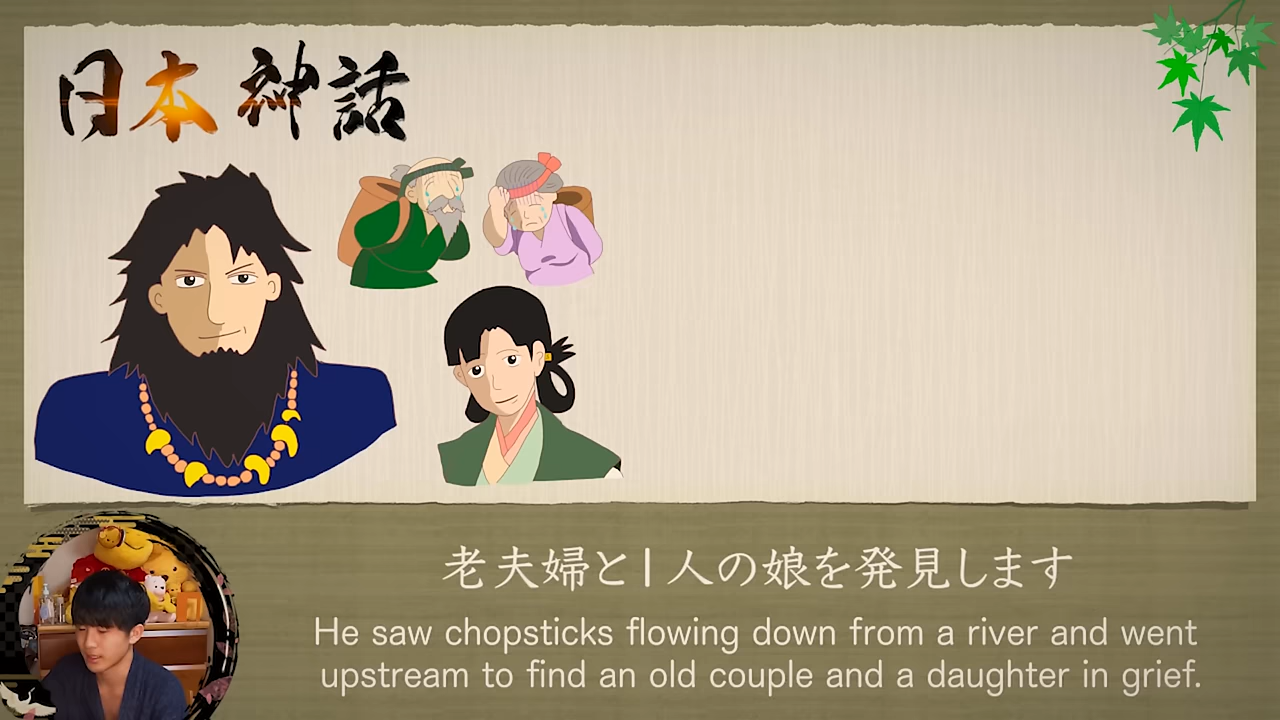 日本神話
老夫婦と1人の娘を発見します
He saw chopsticks flowing down from a river and went
upstream to find an old couple and a daughter in grief.